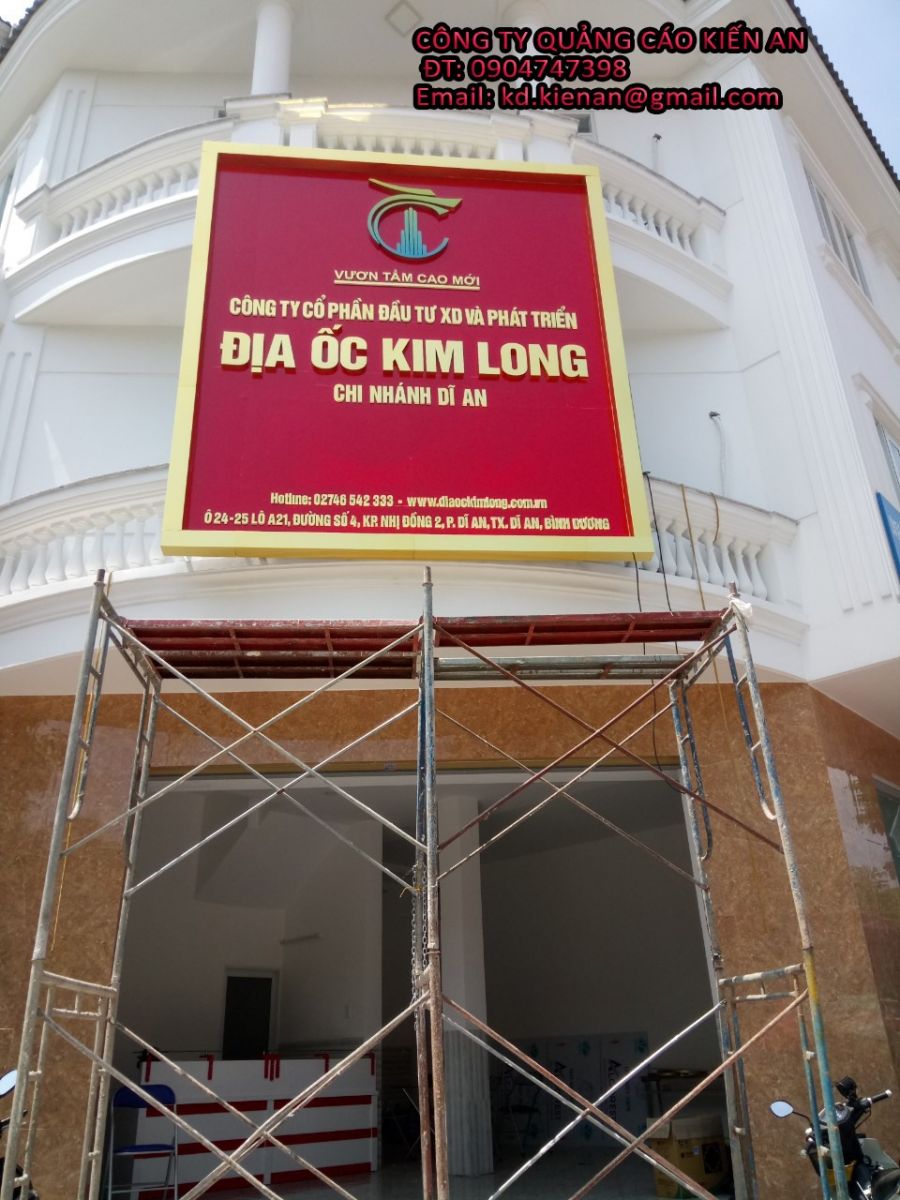 CÔNG TY QUẢNG CÁO KIẾN AN
ĐT: 0904747398
Email: kd.kienan@gmail.com
VƯƠN TẦM CAO MỚI
CÔNG TY CỔ PHẦN ĐẦU TƯ XD VÀ PHÁT TRIỂN
ĐỊA ỐC KIM LONG
CHI NHÁNH DĨ AN
Hotline: 02746 542 333 - www.diaockimlong.com.vn
Ô 24-25 LÔ A21, ĐƯỜNG SỐ 4, KP. NHỊ ĐỒNG 2, P. DĨ AN, TX. DĨ AN, BÌNH DƯƠNG